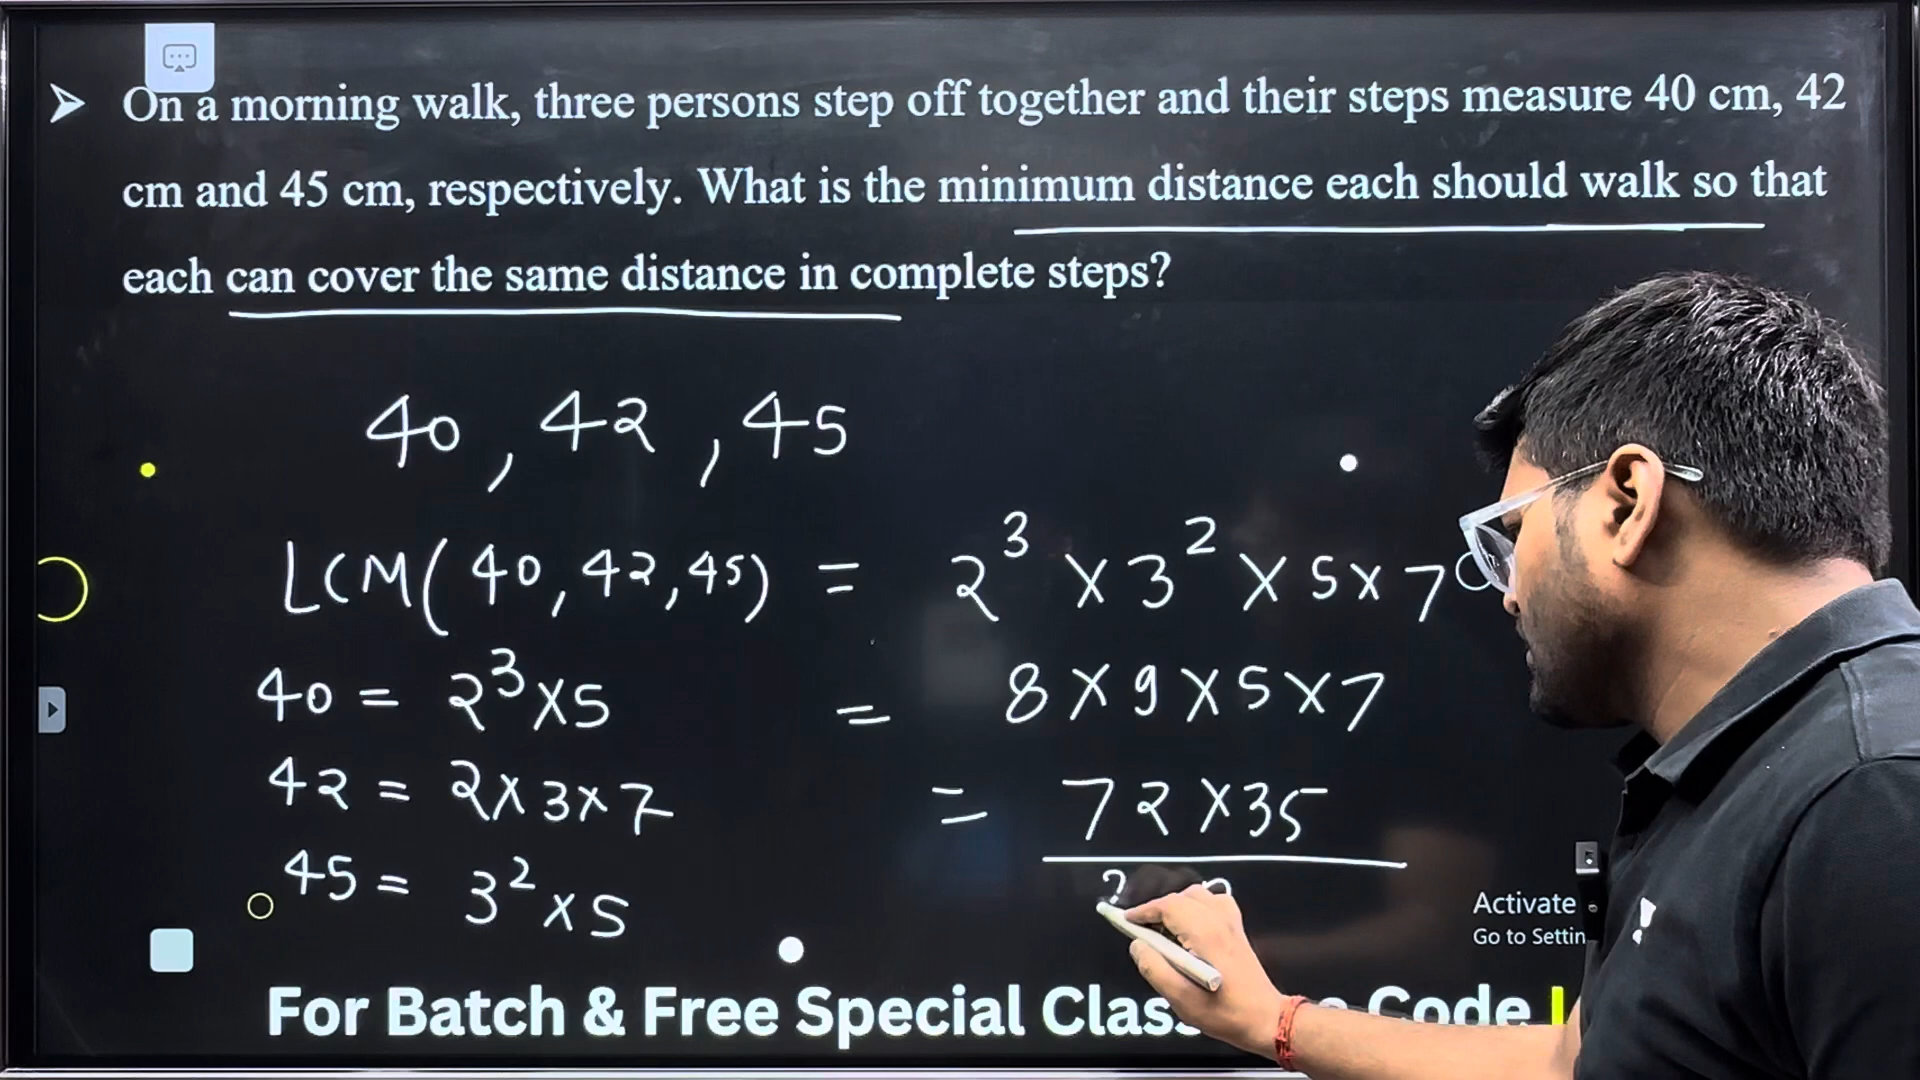 ➤ On a morning walk, three persons step off together and their steps measure 40 cm, 42
cm and 45 cm, respectively. What is the minimum distance each should walk so that
each can cover the same distance in complete steps?
40, 42, 45
LCM(40,42,45) = 2³ × 3² × 5 × 7
40 = 2³×5
= 8 × 9 × 5 × 7
42 = 2×3×7
= 72 × 35
45 = 3²×5
Activate
Go to Settin
For Batch & Free Special Code